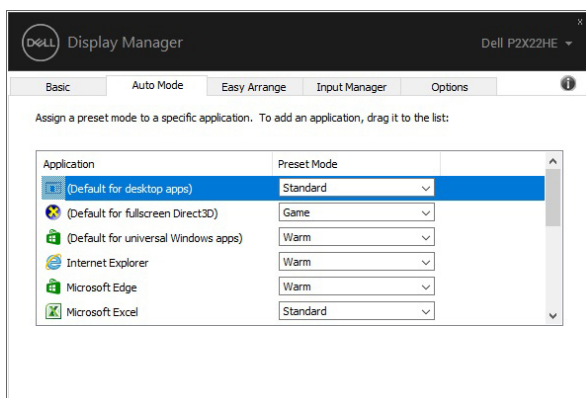 x
DELL Display Manager Dell P2X22HE
Basic Auto Mode Easy Arrange Input Manager Options i
Assign a preset mode to a specific application. To add an application, drag it to the list:
Application Preset Mode
(Default for desktop apps) Standard
(Default for fullscreen Direct3D) Game
(Default for universal Windows apps) Warm
Internet Explorer Warm
Microsoft Edge Warm
Microsoft Excel Standard